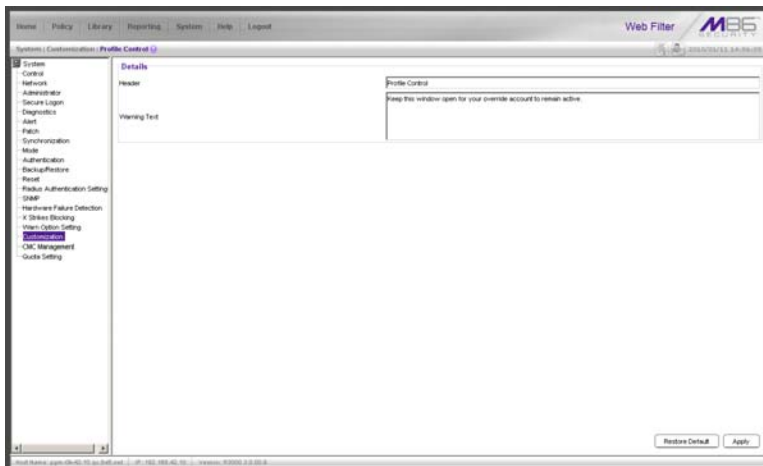 Home Policy Library Reporting System Help Logout
Web Filter
M86 SECURITY
System : Customization : Profile Control
System
Control
Network
Administrator
Secure Logon
Diagnostics
Alert
Patch
Synchronization
Mode
Authentication
Backup/Restore
Reset
Radius Authentication Setting
SNMP
Hardware Failure Detection
X Strikes Blocking
Warn Option Setting
Customization
CMC Management
Quota Setting
Details
Header
Profile Control
Warning Text
Keep this window open for your override account to remain active.
Restore Default
Apply
Host Name: